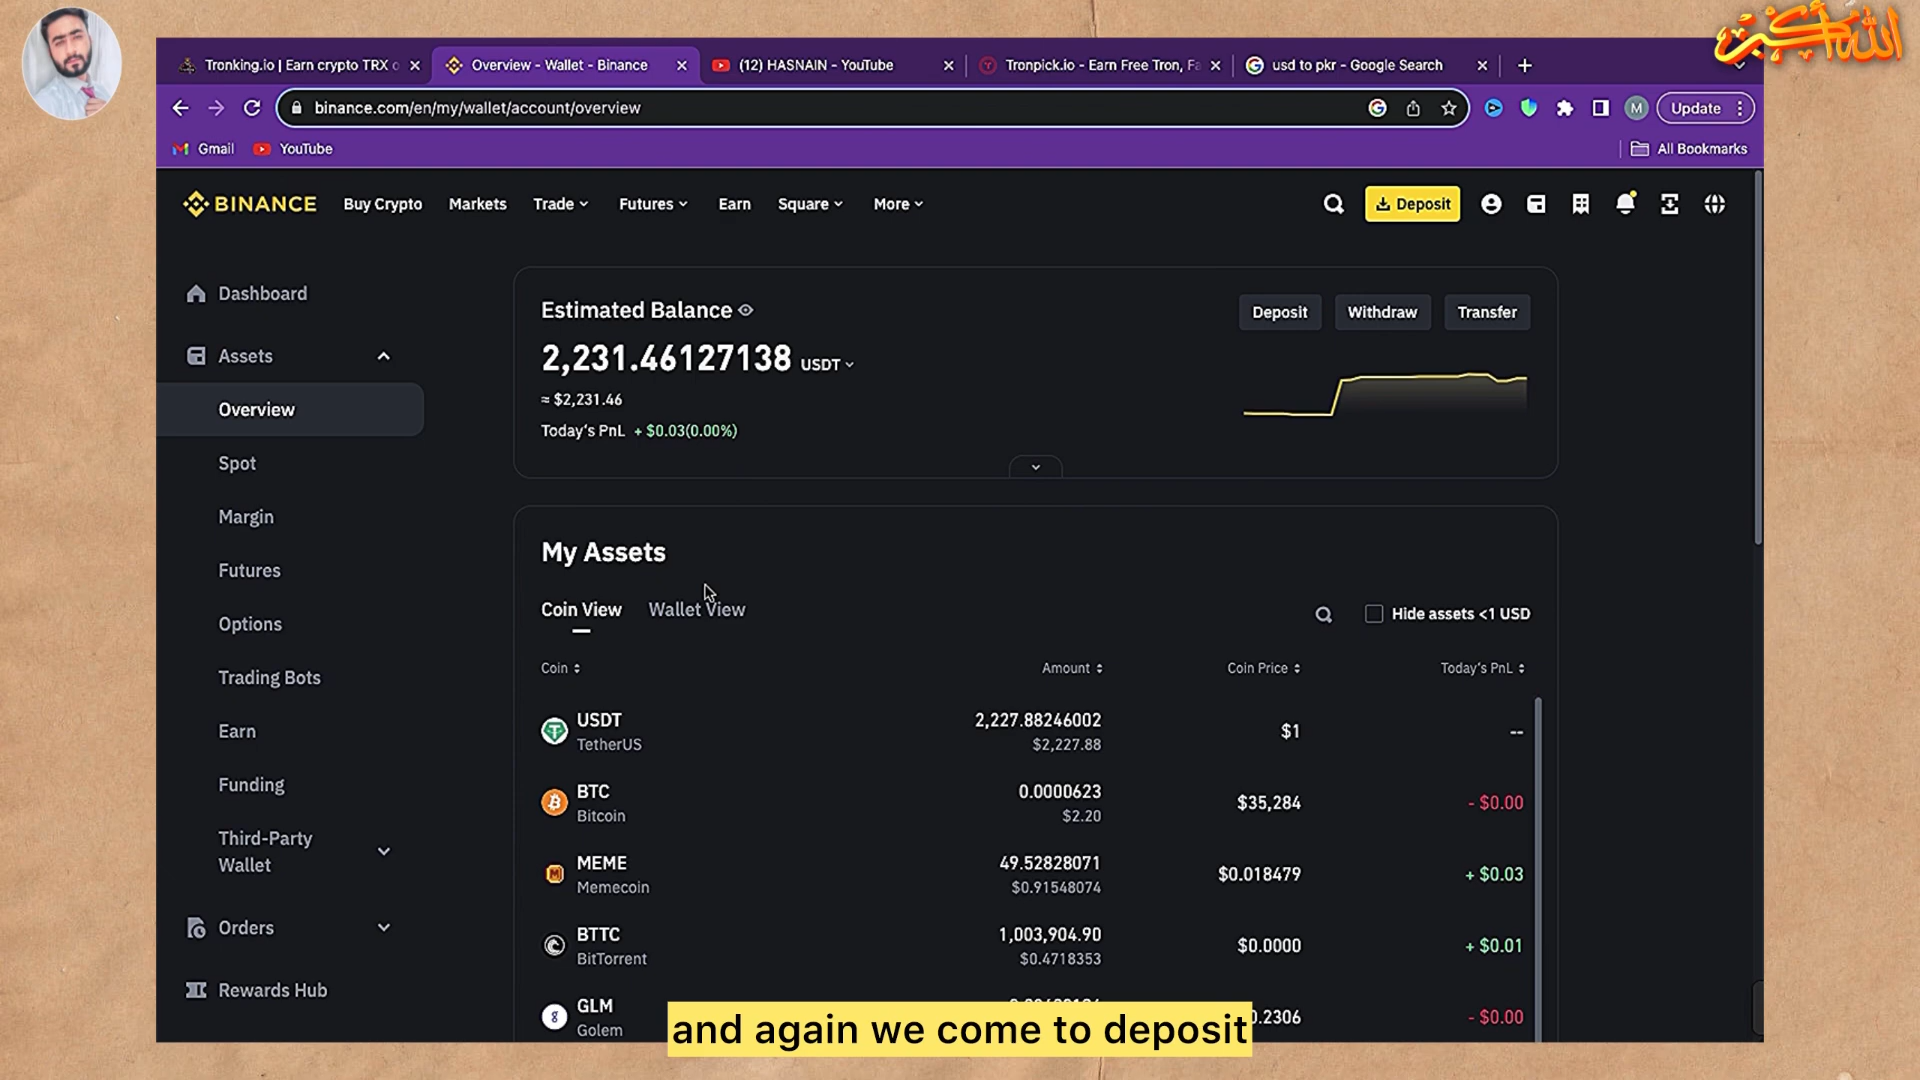 الله أكبر
Tronking.io | Earn crypto TRX o
Overview - Wallet - Binance
(12) HASNAIN - YouTube
Tronpick.io - Earn Free Tron, Fa
usd to pkr - Google Search
binance.com/en/my/wallet/account/overview
M
Update
Gmail
YouTube
All Bookmarks
BINANCE
Buy Crypto
Markets
Trade
Futures
Earn
Square
More
Deposit
Dashboard
Assets
Overview
Spot
Margin
Futures
Options
Trading Bots
Earn
Funding
Third-Party
Wallet
Orders
Rewards Hub
Estimated Balance
Deposit
Withdraw
Transfer
2,231.46127138 USDT
≈ $2,231.46
Today's PnL + $0.03(0.00%)
My Assets
Coin View
Wallet View
Hide assets <1 USD
Coin
Amount
Coin Price
Today's PnL
USDT
TetherUS
2,227.88246002
$2,227.88
$1
--
BTC
Bitcoin
0.0000623
$2.20
$35,284
- $0.00
MEME
Memecoin
49.52828071
$0.91548074
$0.018479
+ $0.03
BTTC
BitTorrent
1,003,904.90
$0.4718353
$0.0000
+ $0.01
GLM
Golem
0.2306
- $0.00
and again we come to deposit